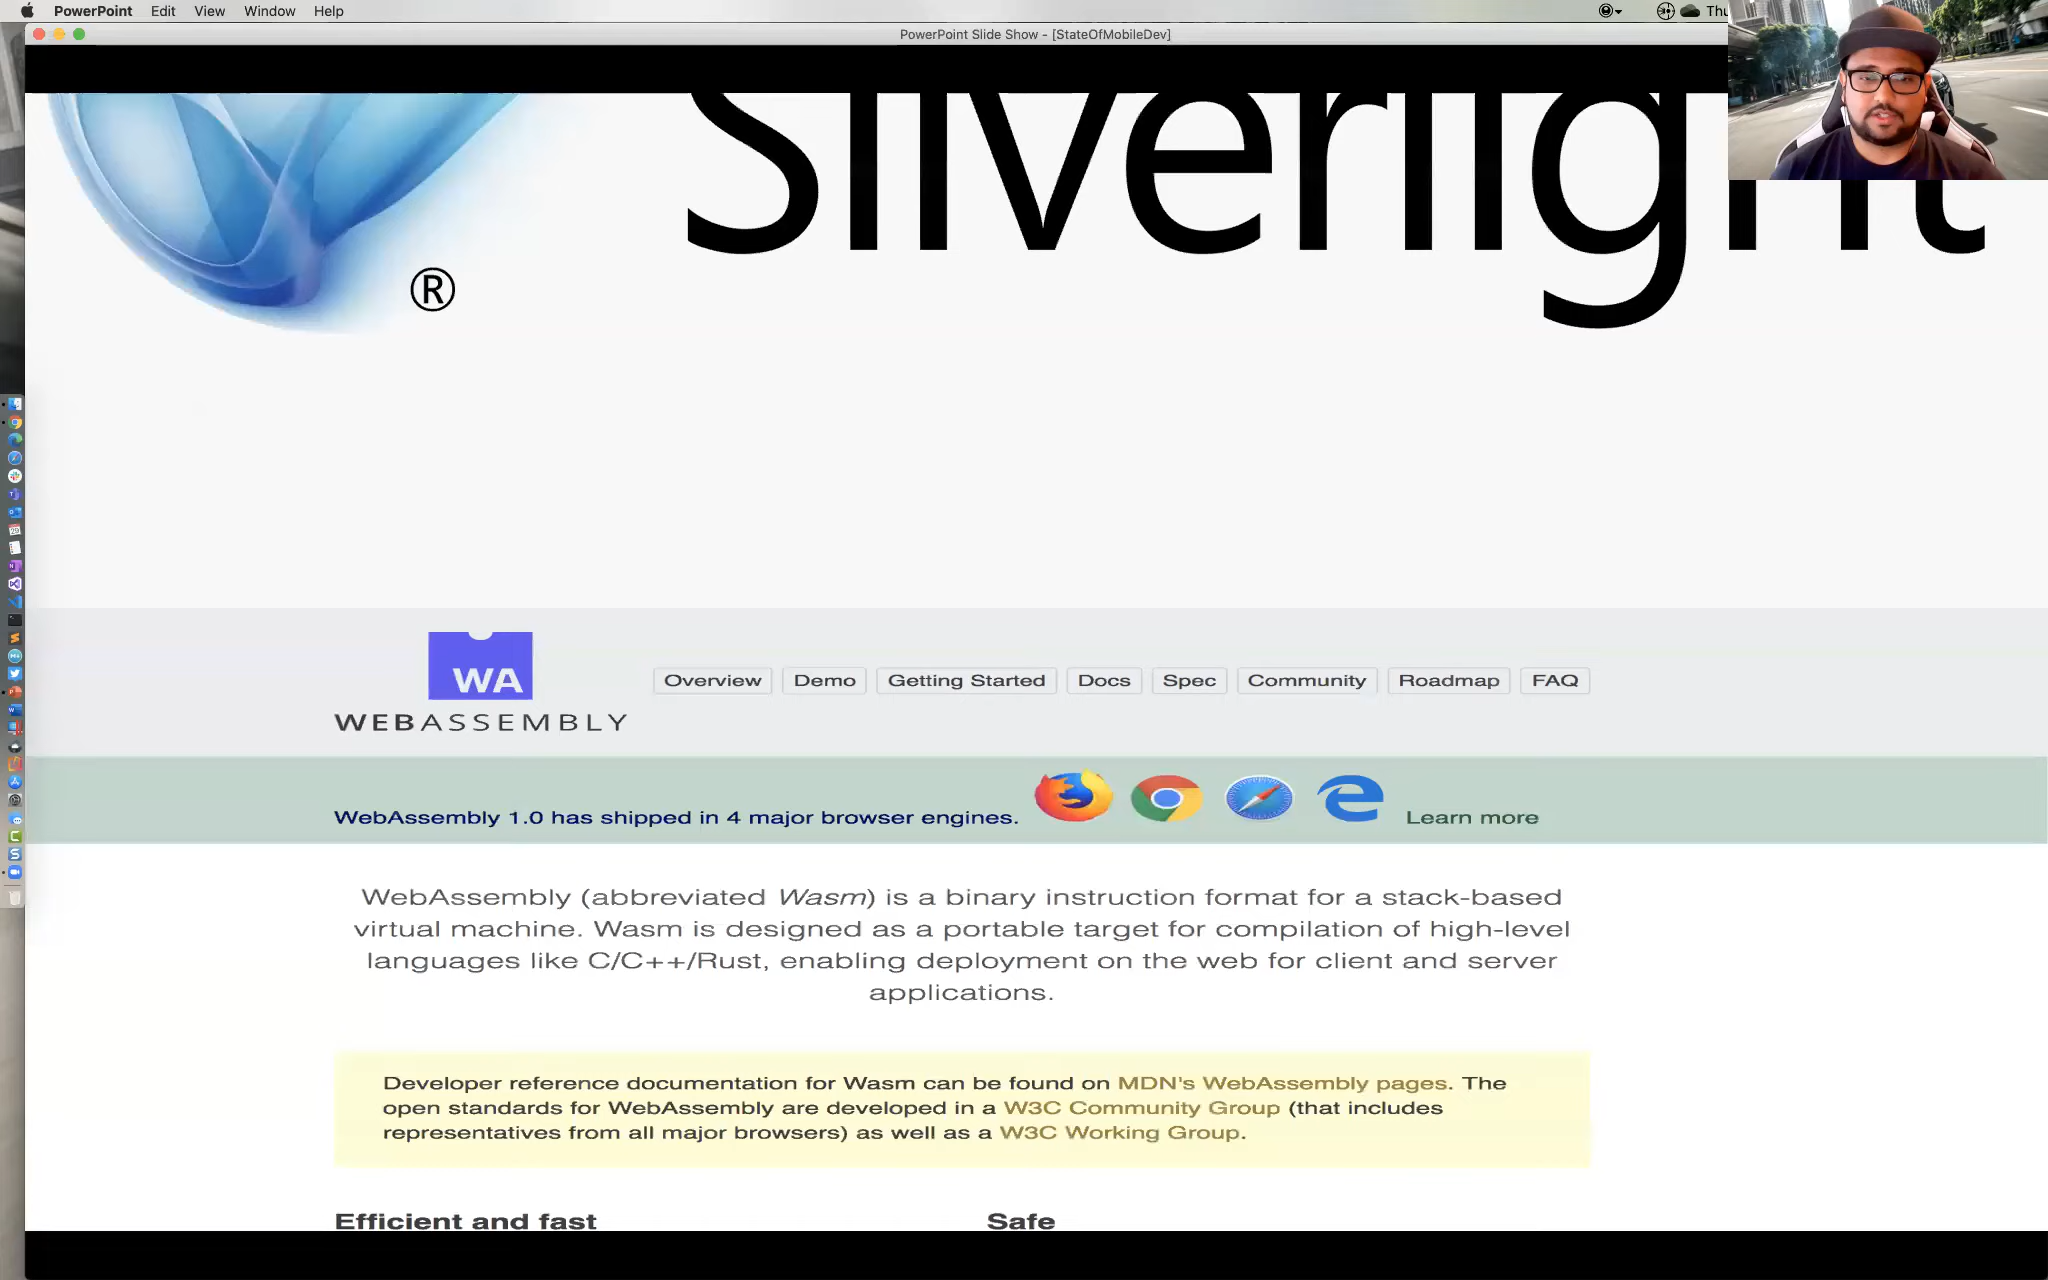 PowerPoint Edit View Window Help Thu
PowerPoint Slide Show - [StateOfMobileDev]
Silverlight
®
WA
WEBASSEMBLY
Overview Demo Getting Started Docs Spec Community Roadmap FAQ
WebAssembly 1.0 has shipped in 4 major browser engines. Learn more
WebAssembly (abbreviated Wasm) is a binary instruction format for a stack-based
virtual machine. Wasm is designed as a portable target for compilation of high-level
languages like C/C++/Rust, enabling deployment on the web for client and server
applications.
Developer reference documentation for Wasm can be found on MDN's WebAssembly pages. The
open standards for WebAssembly are developed in a W3C Community Group (that includes
representatives from all major browsers) as well as a W3C Working Group.
Efficient and fast Safe